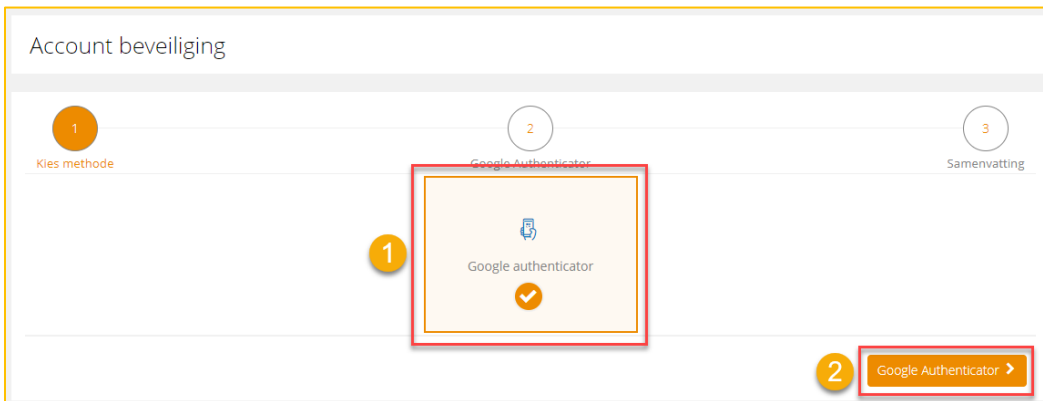 Account beveiliging
1
2
3
Kies methode
Google Authenticator
Samenvatting
1
Google authenticator
2
Google Authenticator